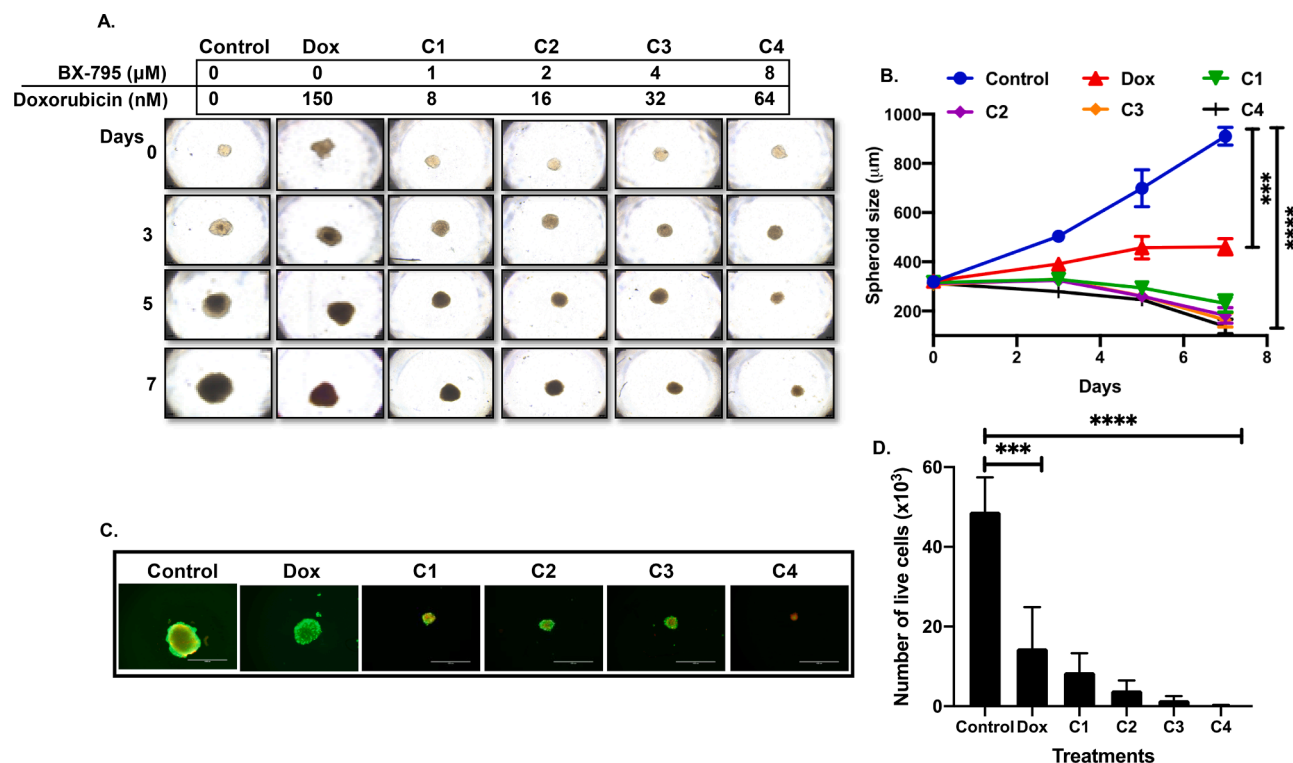 A.
Control Dox C1 C2 C3 C4
BX-795 (µM) 0 0 1 2 4 8
Doxorubicin (nM) 0 150 8 16 32 64
Days
0
3
5
7
B.
Control Dox C1
C2 C3 C4
1000
800
600
400
200
Spheroid size (µm)
0 2 4 6 8
Days
***
****
C.
Control Dox C1 C2 C3 C4
D.
****
***
60
40
20
0
Number of live cells (x10³)
Control Dox C1 C2 C3 C4
Treatments